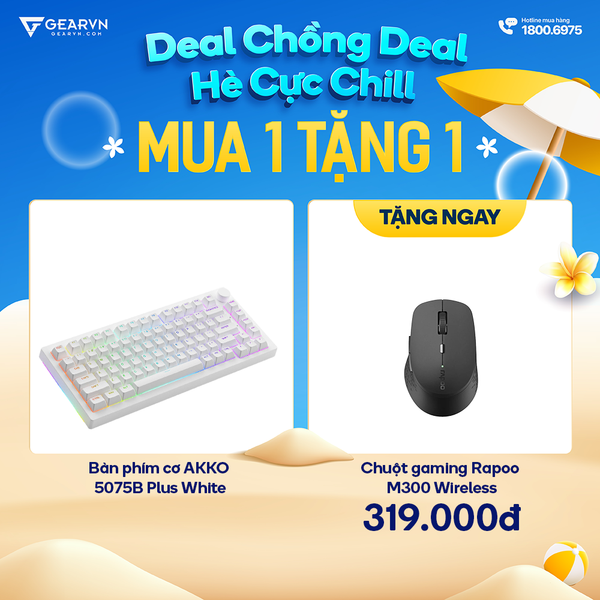 GEARVN
GEARVN.COM
Hotline mua hàng
1800.6975
Deal Chồng Deal
Hè Cực Chill
MUA 1 TẶNG 1
TẶNG NGAY
Bàn phím cơ AKKO
5075B Plus White
Chuột gaming Rapoo
M300 Wireless
319.000đ